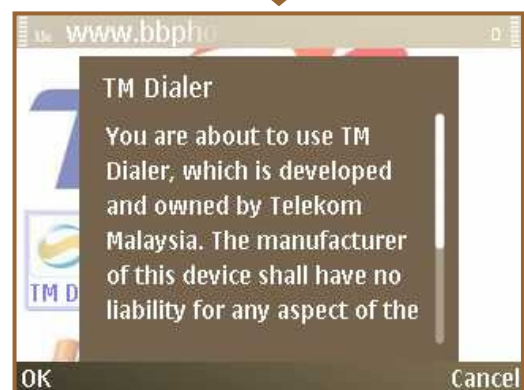 www.bbpho
TM Dialer
You are about to use TM
Dialer, which is developed
and owned by Telekom
Malaysia. The manufacturer
of this device shall have no
liability for any aspect of the
TM D
OK
Cancel